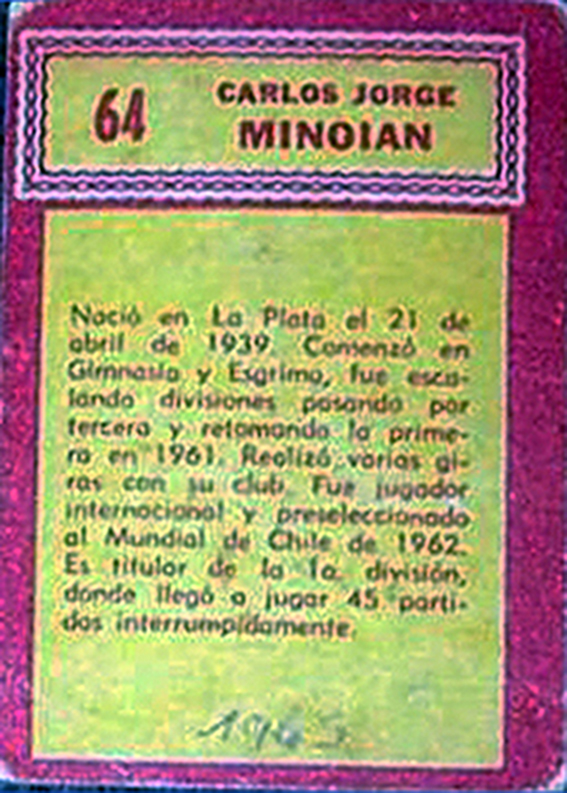 64
CARLOS JORGE
MINOIAN
Nació en La Plata el 21 de
abril de 1939. Comenzó en
Gimnasia y Esgrima, fue esca-
lando divisiones pasando por
tercera y retomando la prime-
ra en 1961. Realizó varias gi-
ras con su club. Fue jugador
internacional y preseleccionado
al Mundial de Chile de 1962.
Es titular de la 1a. división,
donde llegó a jugar 45 parti-
dos interrumpidamente.